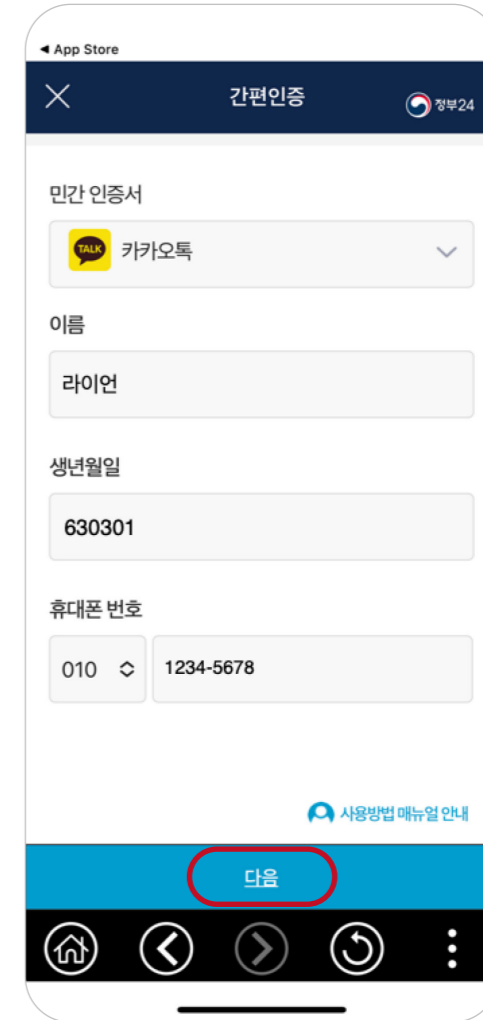 ◀ App Store
간편인증
정부24
민간 인증서
TALK 카카오톡
이름
라이언
생년월일
630301
휴대폰 번호
010 1234-5678
사용방법 매뉴얼 안내
다음